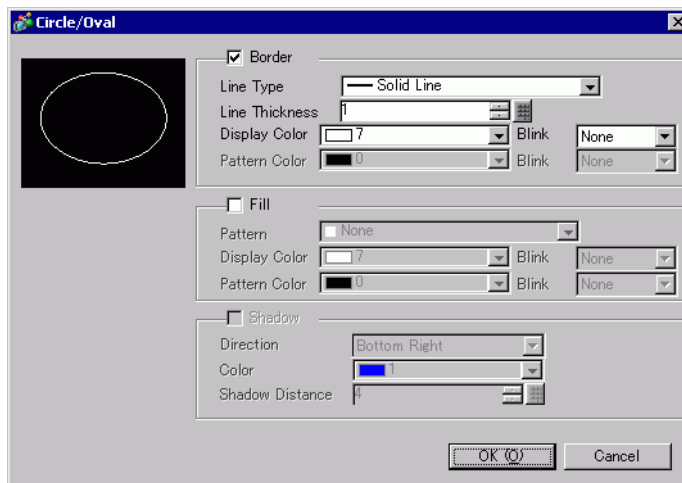 Circle/Oval
Border
Line Type Solid Line
Line Thickness 1
Display Color 7 Blink None
Pattern Color 0 Blink None
Fill
Pattern None
Display Color 7 Blink None
Pattern Color 0 Blink None
Shadow
Direction Bottom Right
Color 1
Shadow Distance 4
OK (O) Cancel